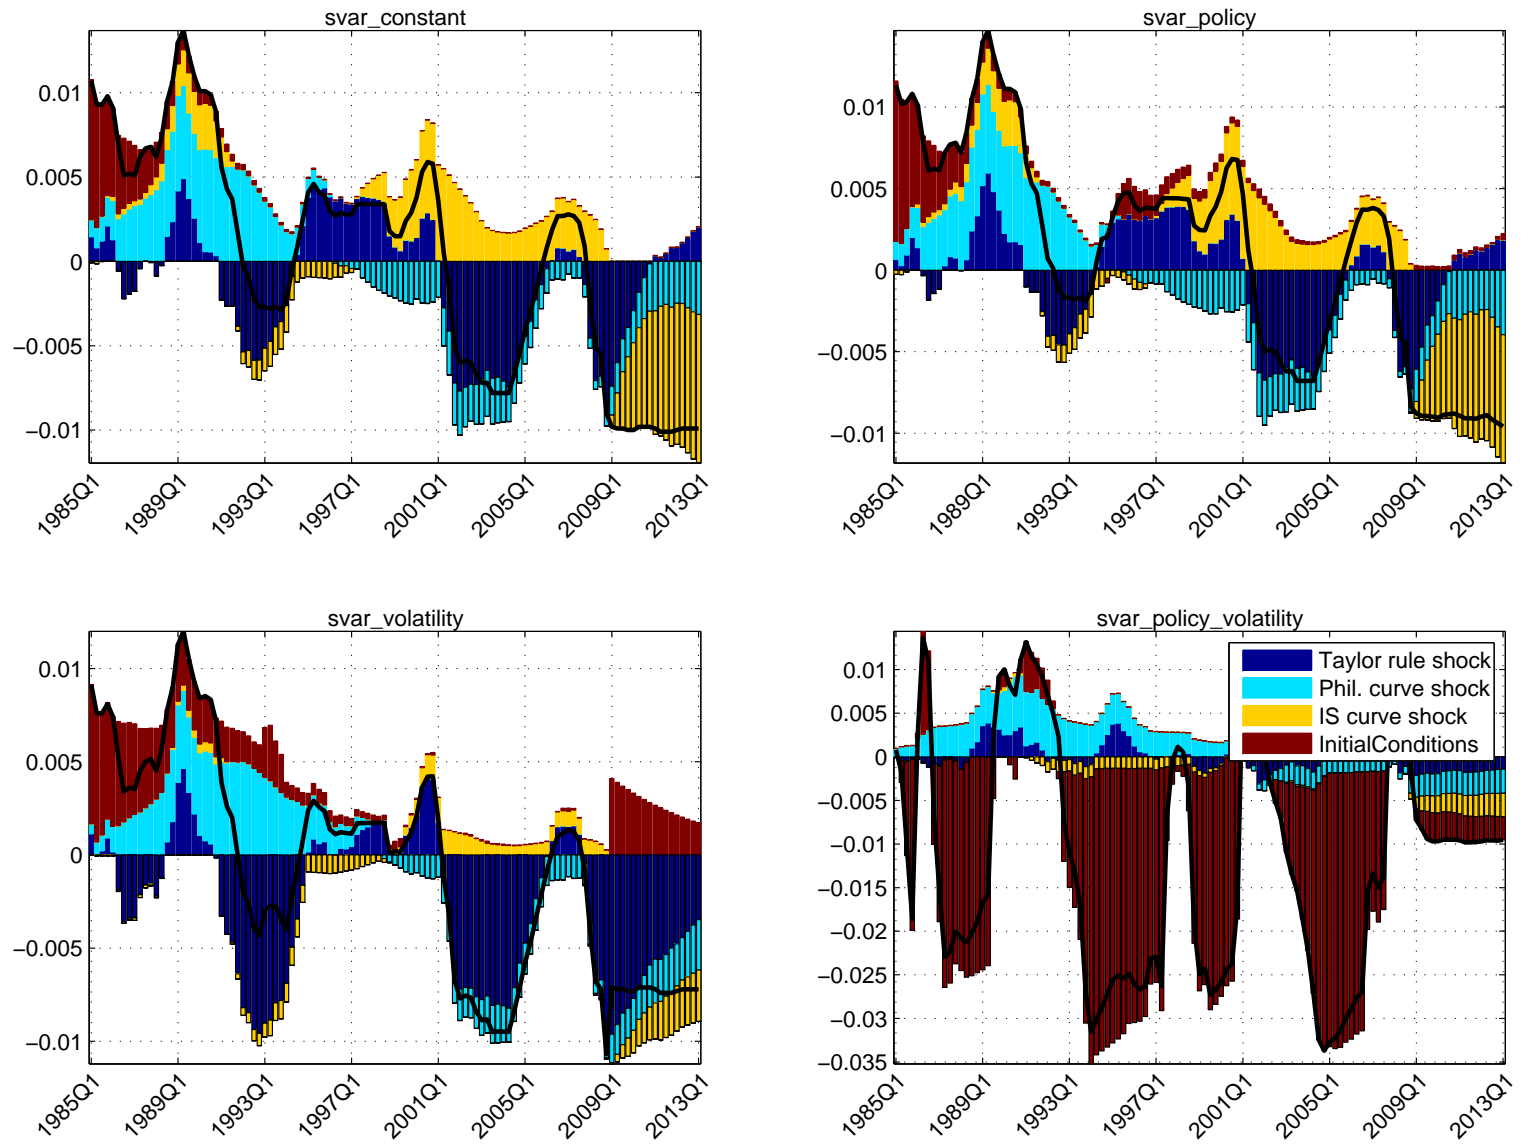 svar_constant
0.01
0.005
0
−0.005
−0.01
1985Q1
1989Q1
1993Q1
1997Q1
2001Q1
2005Q1
2009Q1
2013Q1
svar_policy
0.01
0.005
0
−0.005
−0.01
1985Q1
1989Q1
1993Q1
1997Q1
2001Q1
2005Q1
2009Q1
2013Q1
svar_volatility
0.01
0.005
0
−0.005
−0.01
1985Q1
1989Q1
1993Q1
1997Q1
2001Q1
2005Q1
2009Q1
2013Q1
svar_policy_volatility
0.01
0.005
0
−0.005
−0.01
−0.015
−0.02
−0.025
−0.03
−0.035
Taylor rule shock
Phil. curve shock
IS curve shock
InitialConditions
1985Q1
1989Q1
1993Q1
1997Q1
2001Q1
2005Q1
2009Q1
2013Q1